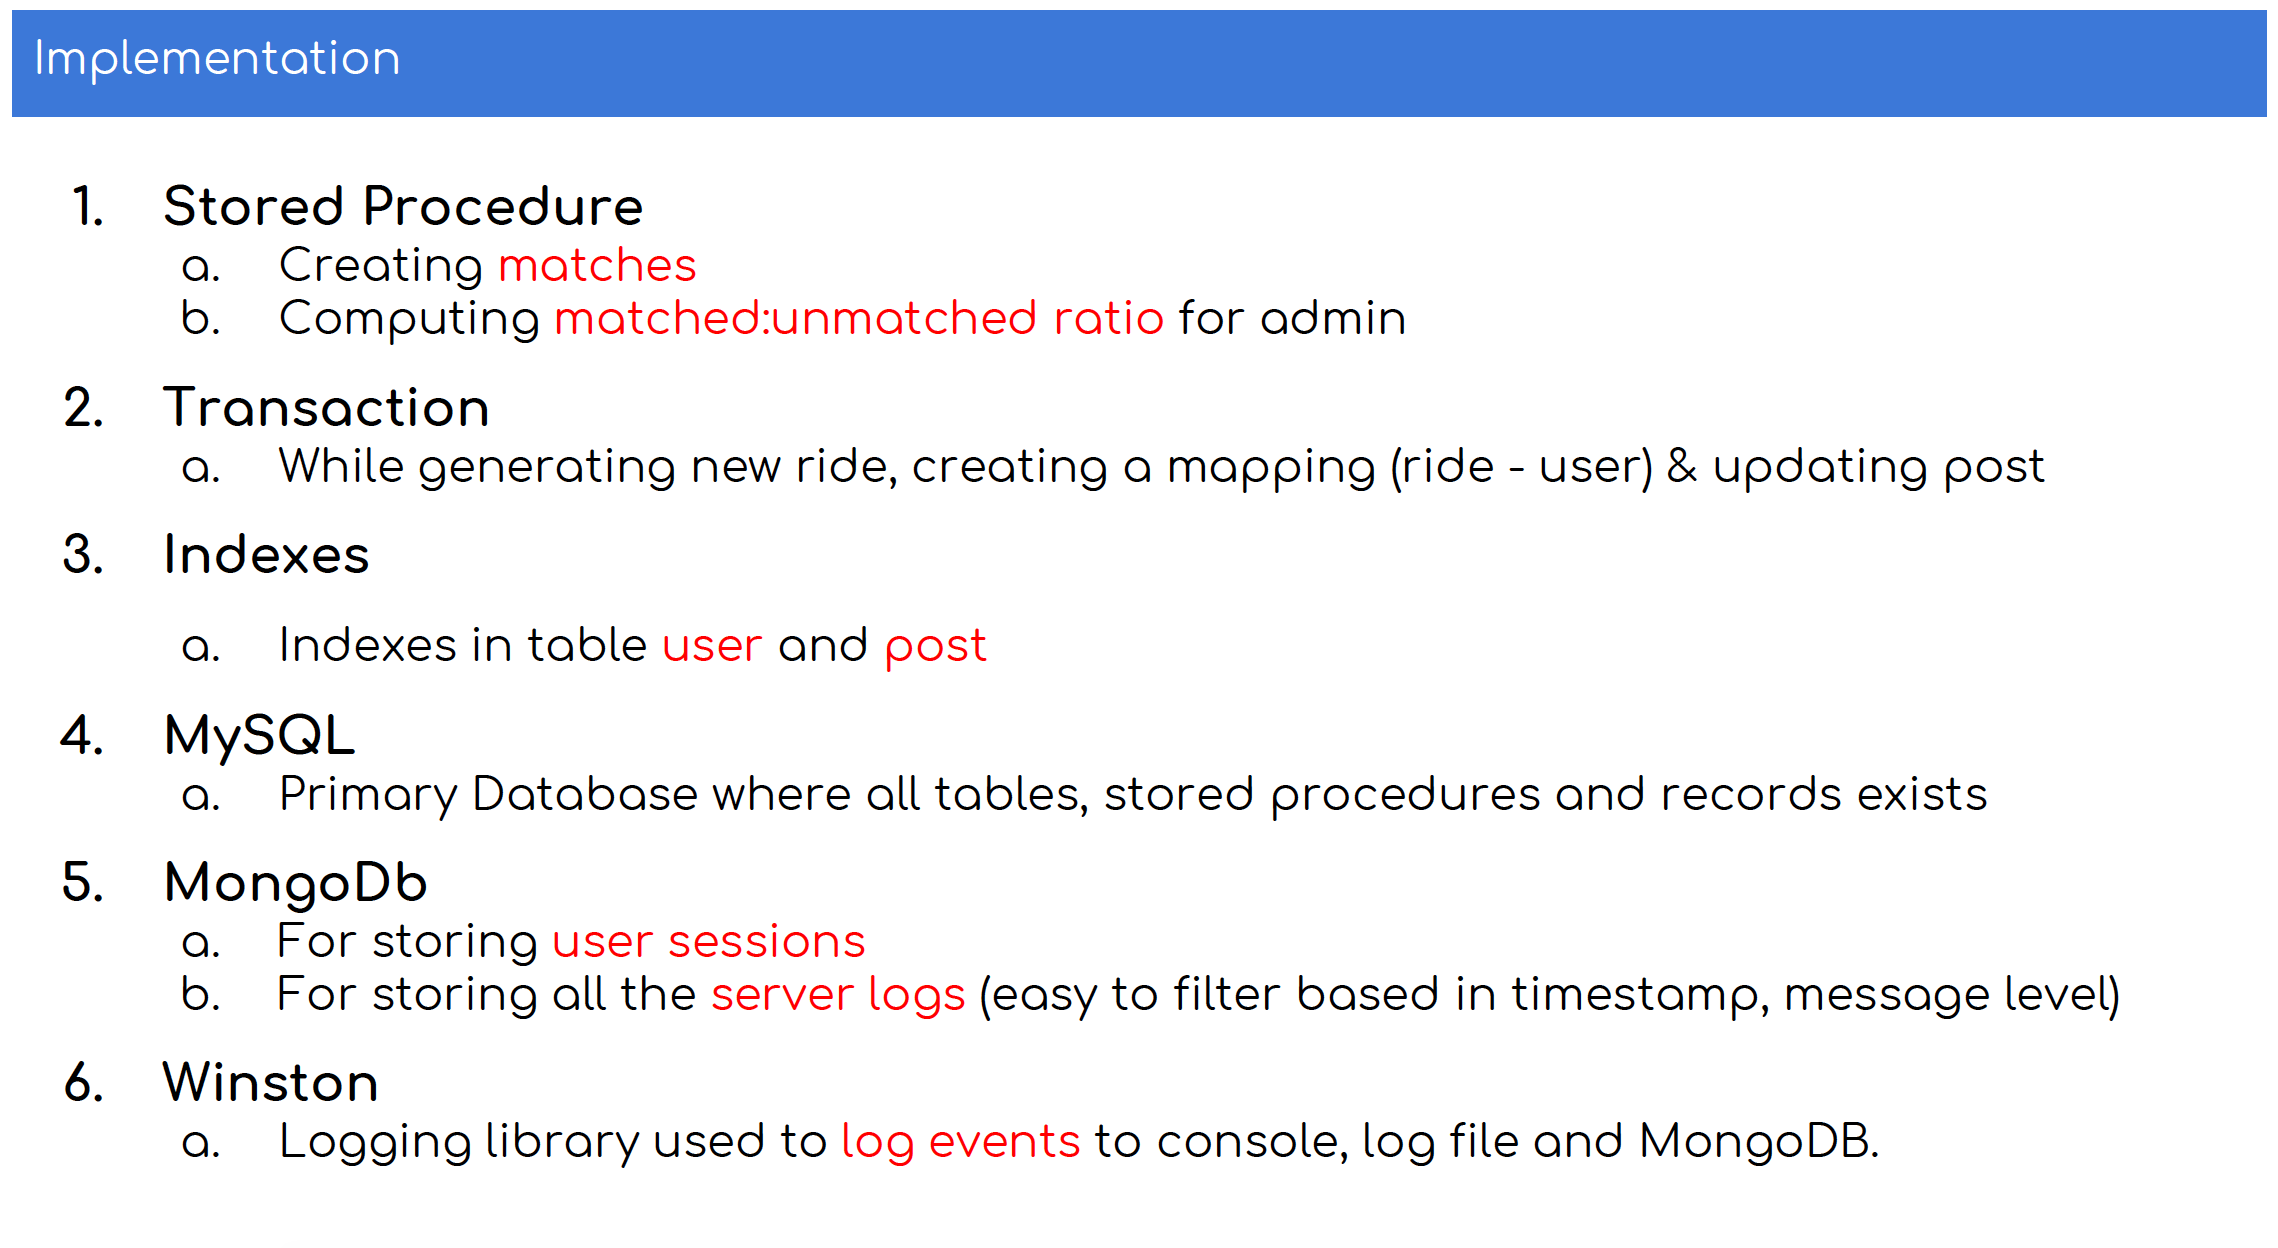 Implementation
1. Stored Procedure
a. Creating matches
b. Computing matched:unmatched ratio for admin
2. Transaction
a. While generating new ride, creating a mapping (ride - user) & updating post
3. Indexes
a. Indexes in table user and post
4. MySQL
a. Primary Database where all tables, stored procedures and records exists
5. MongoDb
a. For storing user sessions
b. For storing all the server logs (easy to filter based in timestamp, message level)
6. Winston
a. Logging library used to log events to console, log file and MongoDB.